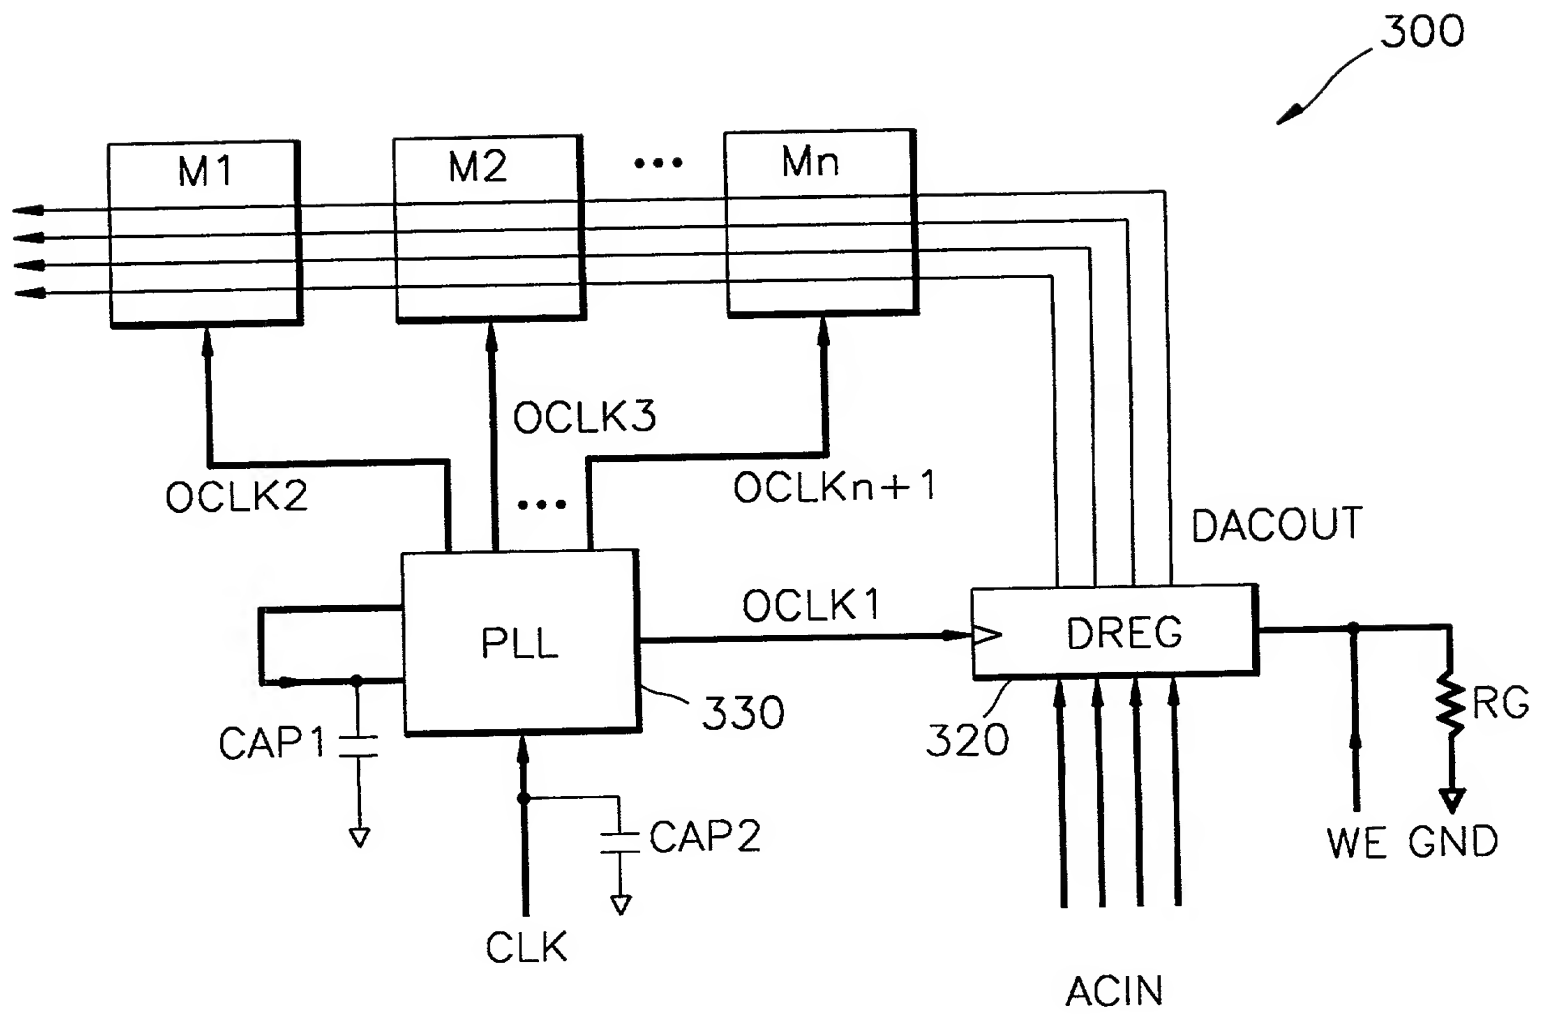 300
M1
M2
Mn
OCLK3
OCLK2
OCLKn+1
DACOUT
OCLK1
PLL
DREG
330
320
RG
CAP1
CAP2
WE
GND
CLK
ACIN